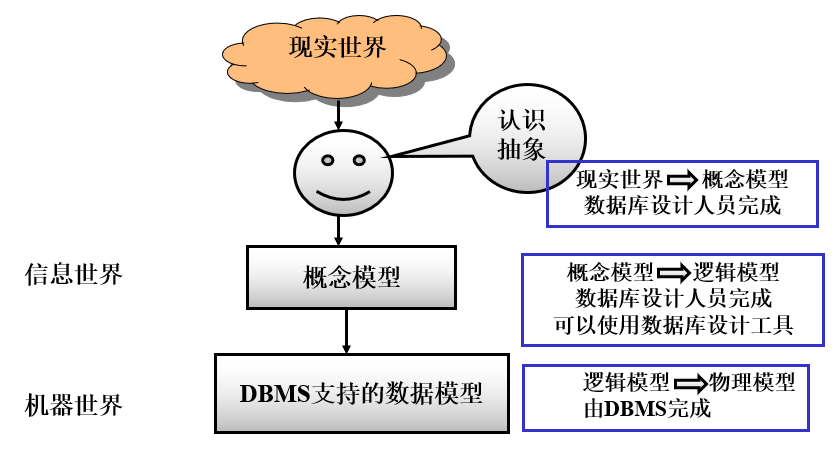 现实世界
认识
抽象
现实世界⇨概念模型
数据库设计人员完成
信息世界
概念模型
概念模型⇨逻辑模型
数据库设计人员完成
可以使用数据库设计工具
机器世界
DBMS支持的数据模型
逻辑模型⇨物理模型
由DBMS完成